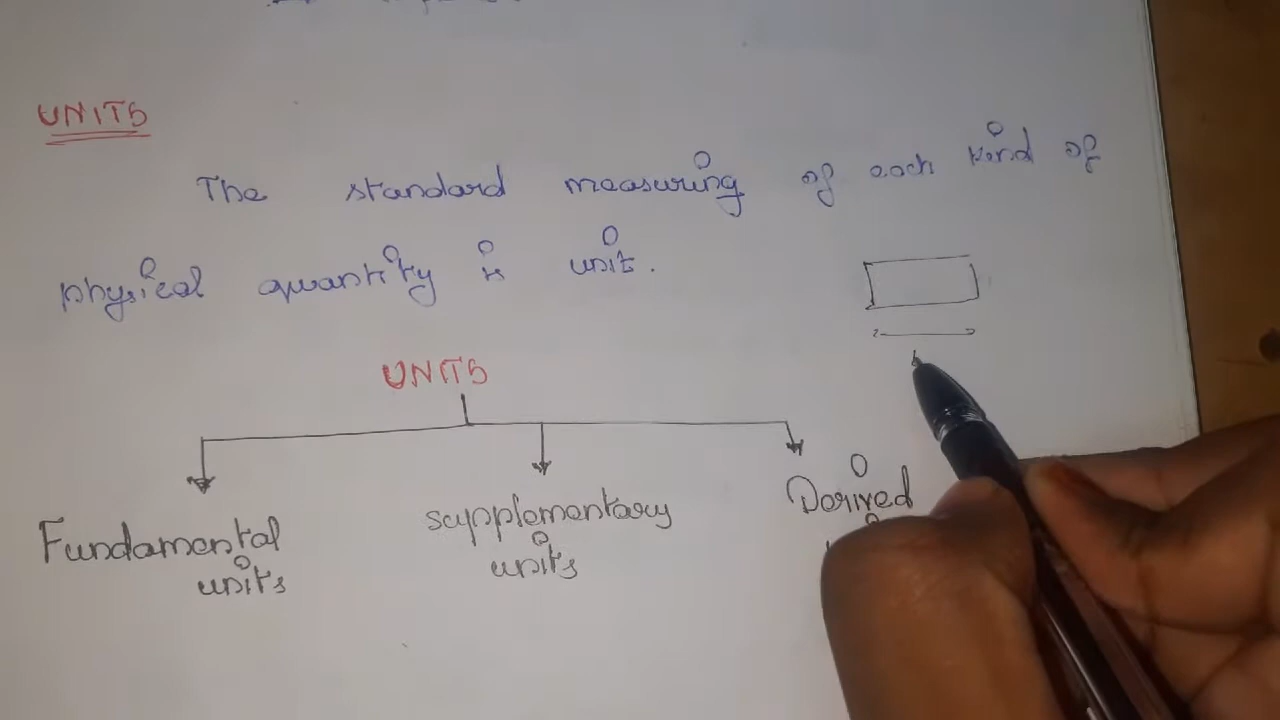 UNITS
The standard measuring of each kind of
physical quantity is unit.
UNITS
Fundamental
units
supplementary
units
Derived